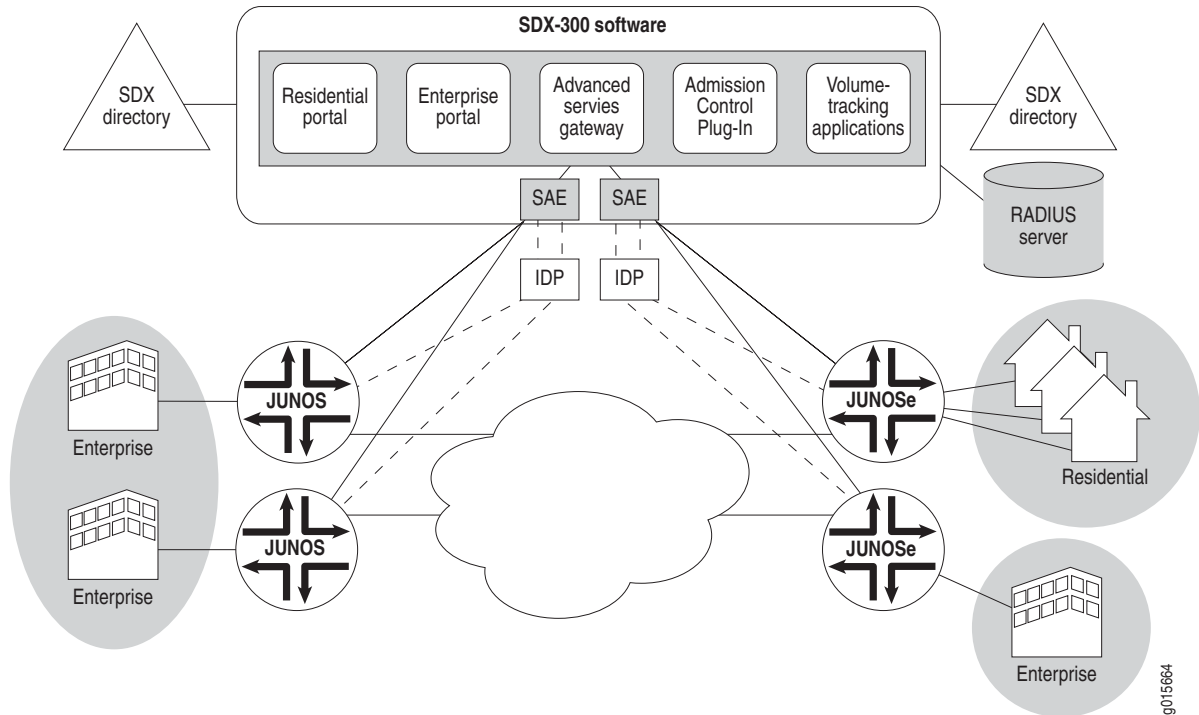 SDX-300 software
SDX
directory
Residential
portal
Enterprise
portal
Advanced
servies
gateway
Admission
Control
Plug-In
Volume-
tracking
applications
SDX
directory
RADIUS
server
SAE
SAE
IDP
IDP
Enterprise
JUNOS
JUNOSe
Residential
Enterprise
JUNOS
JUNOSe
Enterprise
g015664